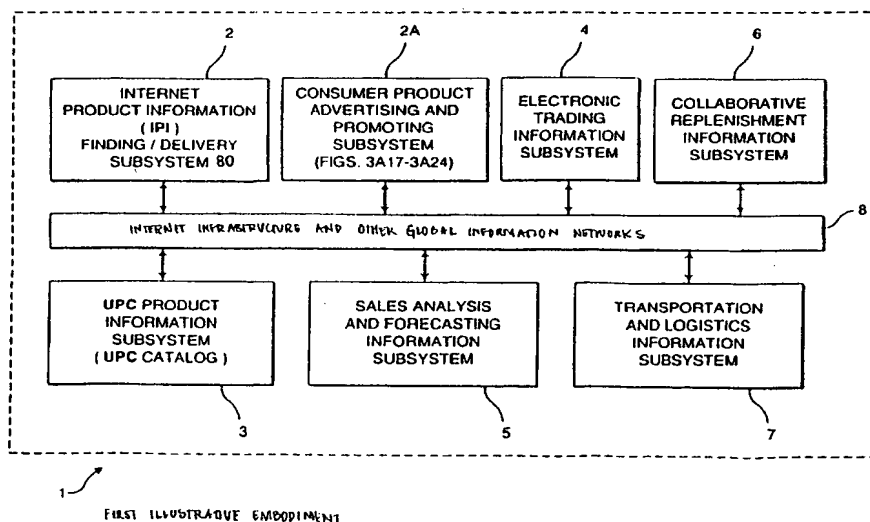 2
2A
4
6
INTERNET
PRODUCT INFORMATION
( IPI )
FINDING / DELIVERY
SUBSYSTEM 80
CONSUMER PRODUCT
ADVERTISING AND
PROMOTING
SUBSYSTEM
(FIGS. 3A17-3A24)
ELECTRONIC
TRADING
INFORMATION
SUBSYSTEM
COLLABORATIVE
REPLENISHMENT
INFORMATION
SUBSYSTEM
INTERNET INFRASTRUCTURE AND OTHER GLOBAL INFORMATION NETWORKS
8
UPC PRODUCT
INFORMATION
SUBSYSTEM
( UPC CATALOG )
SALES ANALYSIS
AND FORECASTING
INFORMATION
SUBSYSTEM
TRANSPORTATION
AND LOGISTICS
INFORMATION
SUBSYSTEM
3
5
7
1
FIRST ILLUSTRATIVE EMBODIMENT